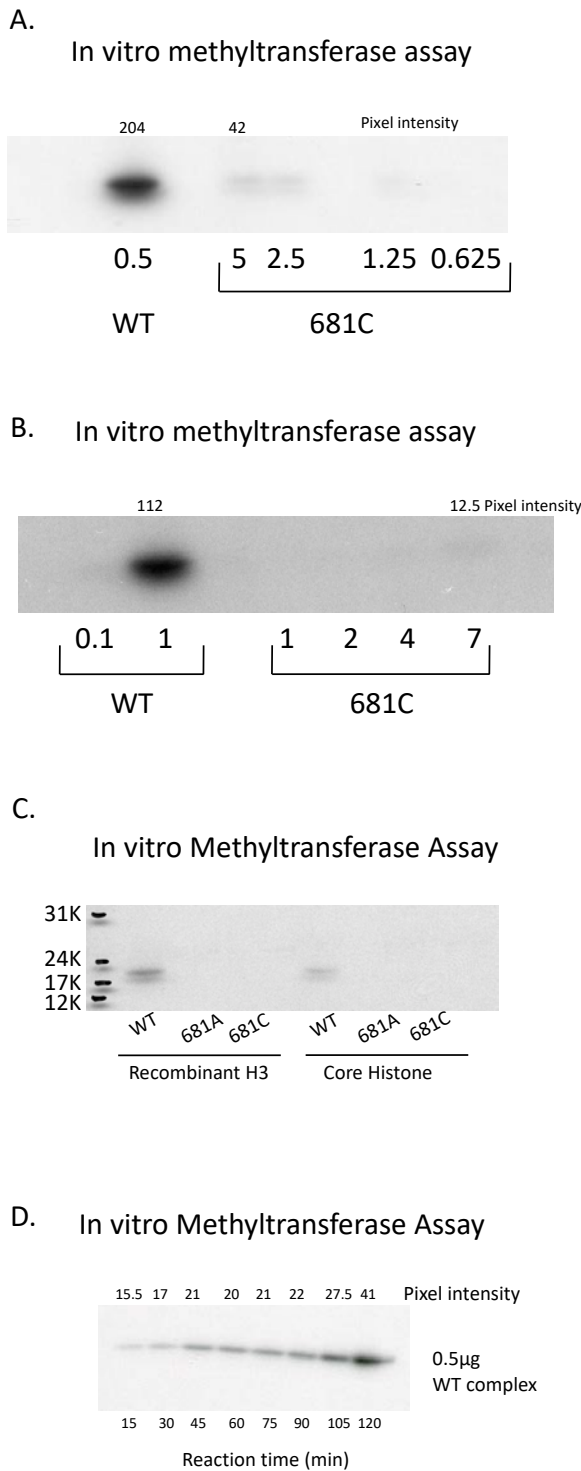 A.
In vitro methyltransferase assay
204 42 Pixel intensity
0.5 5 2.5 1.25 0.625
WT 681C
B. In vitro methyltransferase assay
112 12.5 Pixel intensity
0.1 1 1 2 4 7
WT 681C
C.
In vitro Methyltransferase Assay
31K
24K
17K
12K
WT 681A 681C WT 681A 681C
Recombinant H3 Core Histone
D. In vitro Methyltransferase Assay
15.5 17 21 20 21 22 27.5 41 Pixel intensity
0.5µg
WT complex
15 30 45 60 75 90 105 120
Reaction time (min)